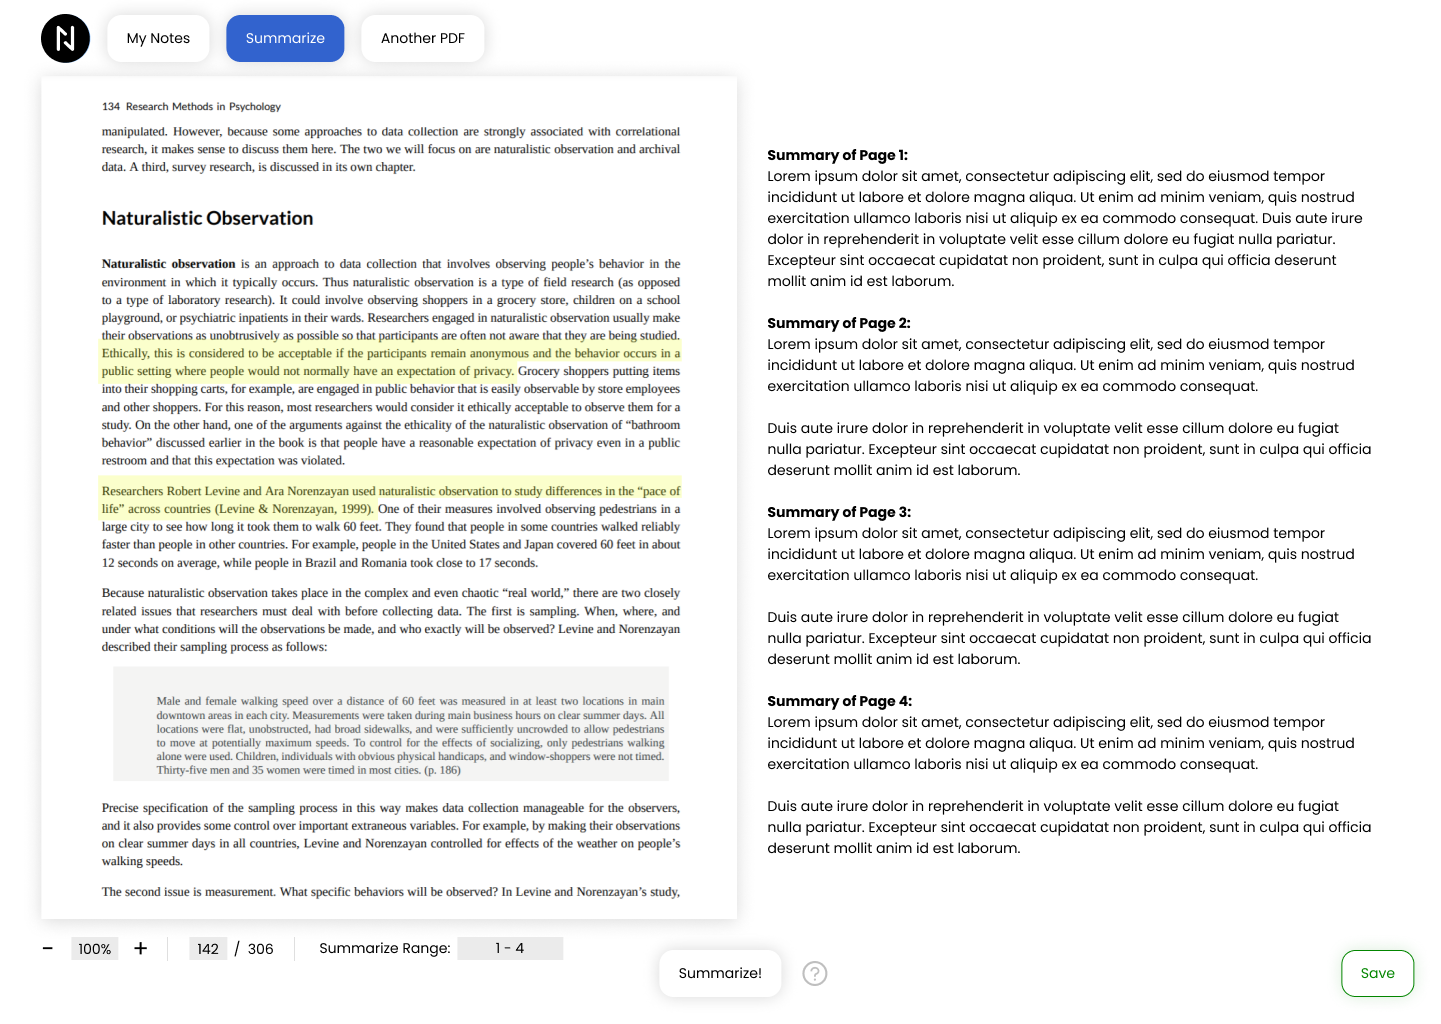 N
My Notes
Summarize
Another PDF
134 Research Methods in Psychology
manipulated. However, because some approaches to data collection are strongly associated with correlational
research, it makes sense to discuss them here. The two we will focus on are naturalistic observation and archival
data. A third, survey research, is discussed in its own chapter.
Naturalistic Observation
Naturalistic observation is an approach to data collection that involves observing people’s behavior in the
environment in which it typically occurs. Thus naturalistic observation is a type of field research (as opposed
to a type of laboratory research). It could involve observing shoppers in a grocery store, children on a school
playground, or psychiatric inpatients in their wards. Researchers engaged in naturalistic observation usually make
their observations as unobtrusively as possible so that participants are often not aware that they are being studied.
Ethically, this is considered to be acceptable if the participants remain anonymous and the behavior occurs in a
public setting where people would not normally have an expectation of privacy. Grocery shoppers putting items
into their shopping carts, for example, are engaged in public behavior that is easily observable by store employees
and other shoppers. For this reason, most researchers would consider it ethically acceptable to observe them for a
study. On the other hand, one of the arguments against the ethicality of the naturalistic observation of “bathroom
behavior” discussed earlier in the book is that people have a reasonable expectation of privacy even in a public
restroom and that this expectation was violated.
Researchers Robert Levine and Ara Norenzayan used naturalistic observation to study differences in the “pace of
life” across countries (Levine & Norenzayan, 1999). One of their measures involved observing pedestrians in a
large city to see how long it took them to walk 60 feet. They found that people in some countries walked reliably
faster than people in other countries. For example, people in the United States and Japan covered 60 feet in about
12 seconds on average, while people in Brazil and Romania took close to 17 seconds.
Because naturalistic observation takes place in the complex and even chaotic “real world,” there are two closely
related issues that researchers must deal with before collecting data. The first is sampling. When, where, and
under what conditions will the observations be made, and who exactly will be observed? Levine and Norenzayan
described their sampling process as follows:
Male and female walking speed over a distance of 60 feet was measured in at least two locations in main
downtown areas in each city. Measurements were taken during main business hours on clear summer days. All
locations were flat, unobstructed, had broad sidewalks, and were sufficiently uncrowded to allow pedestrians
to move at potentially maximum speeds. To control for the effects of socializing, only pedestrians walking
alone were used. Children, individuals with obvious physical handicaps, and window-shoppers were not timed.
Thirty-five men and 35 women were timed in most cities. (p. 186)
Precise specification of the sampling process in this way makes data collection manageable for the observers,
and it also provides some control over important extraneous variables. For example, by making their observations
on clear summer days in all countries, Levine and Norenzayan controlled for effects of the weather on people’s
walking speeds.
The second issue is measurement. What specific behaviors will be observed? In Levine and Norenzayan’s study,
Summary of Page 1:
Lorem ipsum dolor sit amet, consectetur adipiscing elit, sed do eiusmod tempor
incididunt ut labore et dolore magna aliqua. Ut enim ad minim veniam, quis nostrud
exercitation ullamco laboris nisi ut aliquip ex ea commodo consequat. Duis aute irure
dolor in reprehenderit in voluptate velit esse cillum dolore eu fugiat nulla pariatur.
Excepteur sint occaecat cupidatat non proident, sunt in culpa qui officia deserunt
mollit anim id est laborum.
Summary of Page 2:
Lorem ipsum dolor sit amet, consectetur adipiscing elit, sed do eiusmod tempor
incididunt ut labore et dolore magna aliqua. Ut enim ad minim veniam, quis nostrud
exercitation ullamco laboris nisi ut aliquip ex ea commodo consequat.
Duis aute irure dolor in reprehenderit in voluptate velit esse cillum dolore eu fugiat
nulla pariatur. Excepteur sint occaecat cupidatat non proident, sunt in culpa qui officia
deserunt mollit anim id est laborum.
Summary of Page 3:
Lorem ipsum dolor sit amet, consectetur adipiscing elit, sed do eiusmod tempor
incididunt ut labore et dolore magna aliqua. Ut enim ad minim veniam, quis nostrud
exercitation ullamco laboris nisi ut aliquip ex ea commodo consequat.
Duis aute irure dolor in reprehenderit in voluptate velit esse cillum dolore eu fugiat
nulla pariatur. Excepteur sint occaecat cupidatat non proident, sunt in culpa qui officia
deserunt mollit anim id est laborum.
Summary of Page 4:
Lorem ipsum dolor sit amet, consectetur adipiscing elit, sed do eiusmod tempor
incididunt ut labore et dolore magna aliqua. Ut enim ad minim veniam, quis nostrud
exercitation ullamco laboris nisi ut aliquip ex ea commodo consequat.
Duis aute irure dolor in reprehenderit in voluptate velit esse cillum dolore eu fugiat
nulla pariatur. Excepteur sint occaecat cupidatat non proident, sunt in culpa qui officia
deserunt mollit anim id est laborum.
− 100% + 142 / 306 Summarize Range: 1 - 4
Summarize!
?
Save